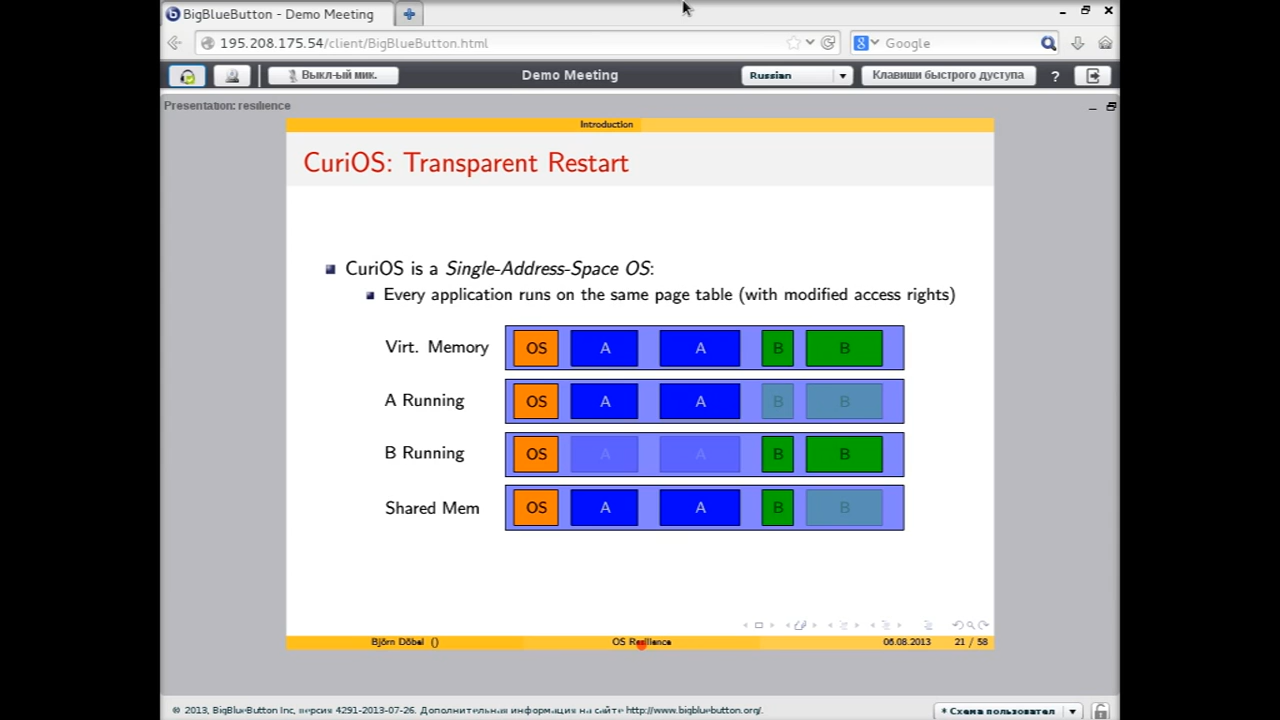 BigBlueButton - Demo Meeting
195.208.175.54/client/BigBlueButton.html
Google
Выкл-ый мик.
Demo Meeting
Russian
Клавиши быстрого доступа
?
Presentation: resilience
Introduction
CuriOS: Transparent Restart
CuriOS is a Single-Address-Space OS:
Every application runs on the same page table (with modified access rights)
Virt. Memory OS A A B B
A Running OS A A B B
B Running OS A A B B
Shared Mem OS A A B B
Björn Döbel () OS Resilience 06.08.2013 21 / 58
© 2013, BigBlueButton Inc, версия 4291-2013-07-26. Дополнительная информация на сайте http://www.bigbluebutton.org/.
* Схема пользовател